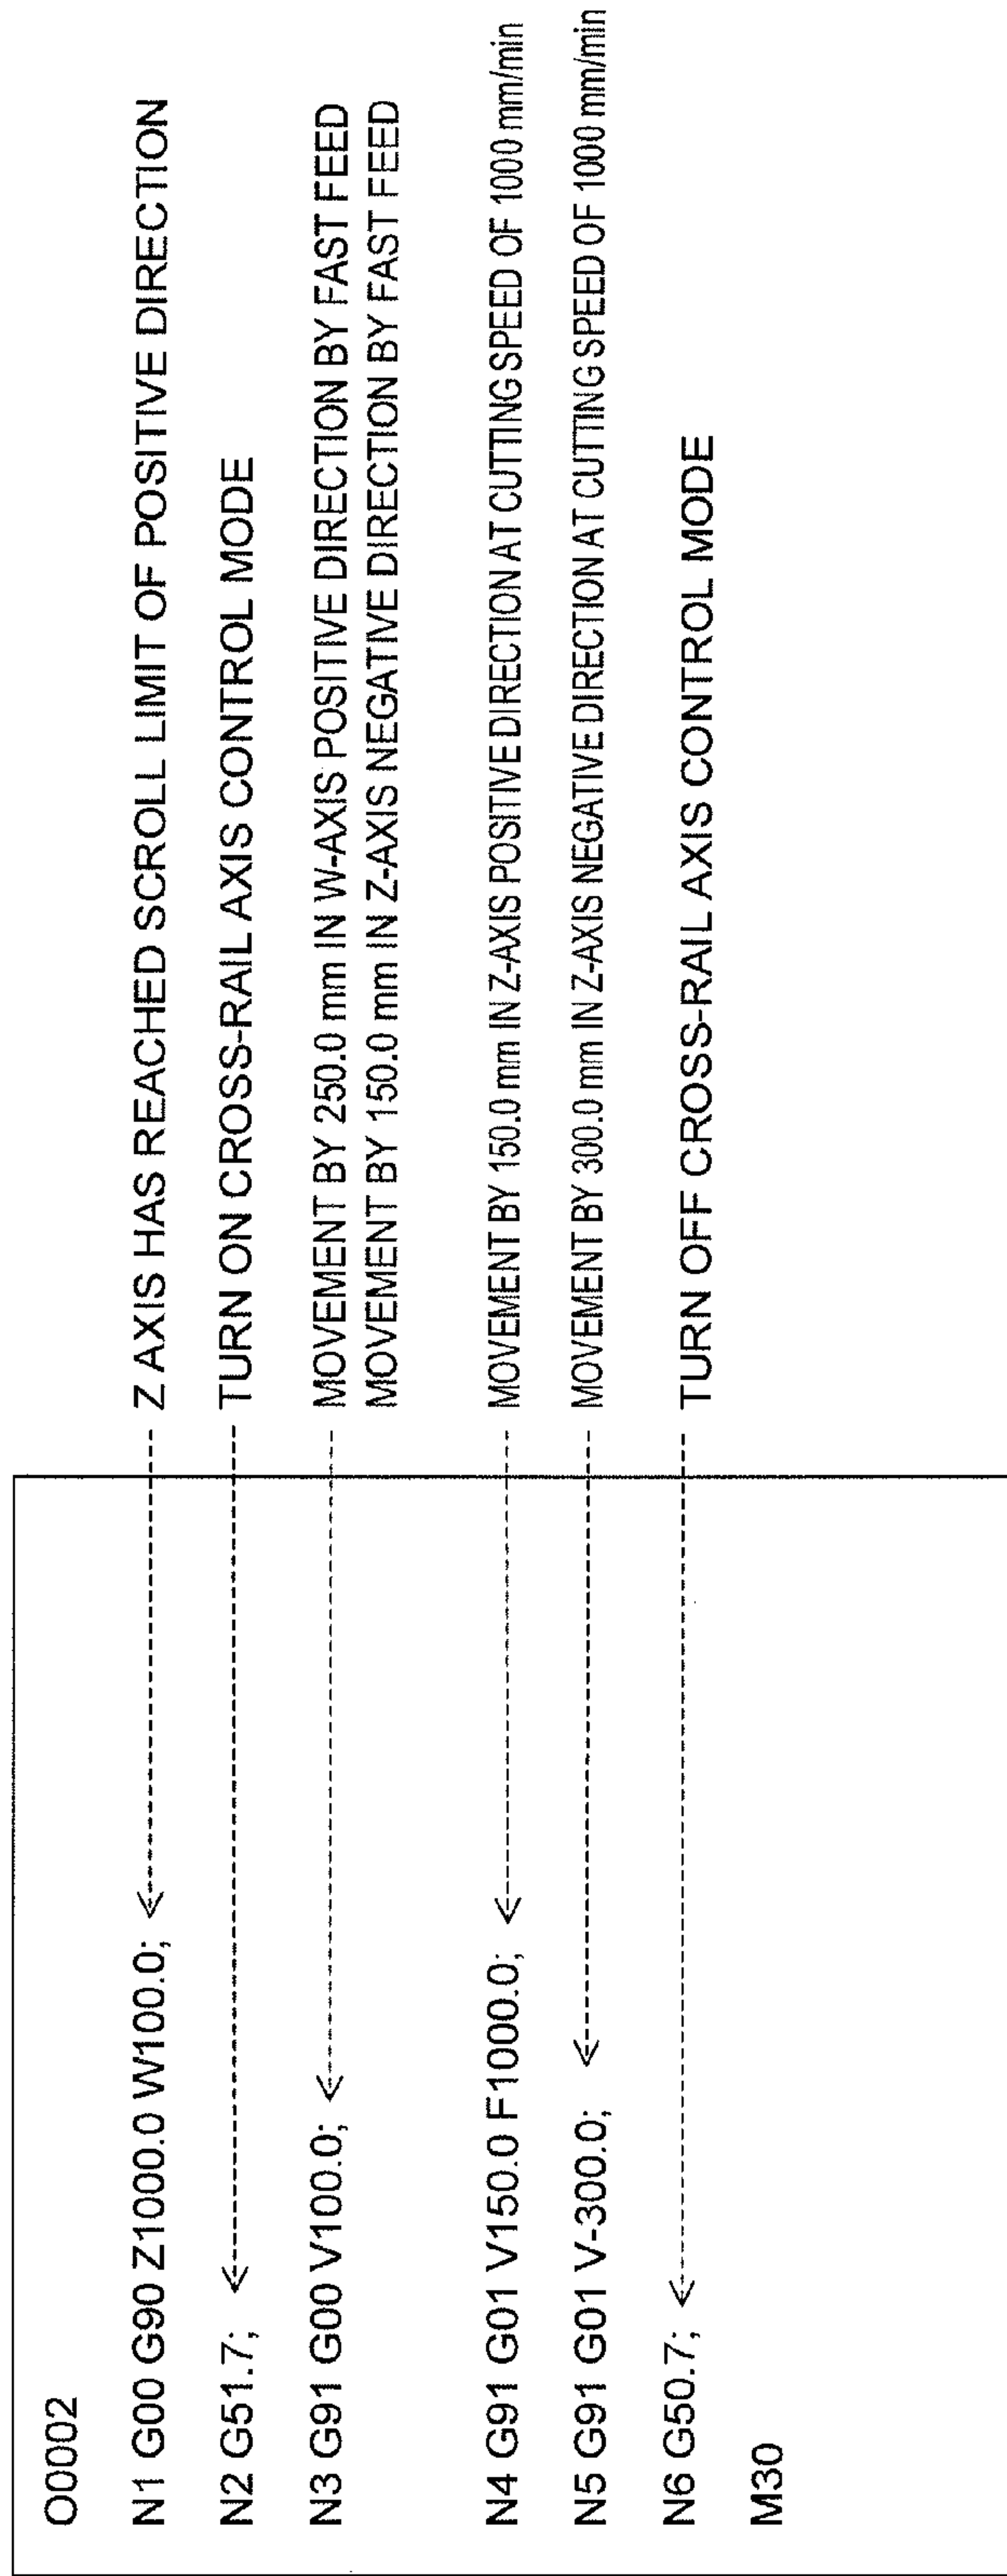 O0002
N1 G00 G90 Z1000.0 W100.0; Z AXIS HAS REACHED SCROLL LIMIT OF POSITIVE DIRECTION
N2 G51.7; TURN ON CROSS-RAIL AXIS CONTROL MODE
N3 G91 G00 V100.0; MOVEMENT BY 250.0 mm IN W-AXIS POSITIVE DIRECTION BY FAST FEED
MOVEMENT BY 150.0 mm IN Z-AXIS NEGATIVE DIRECTION BY FAST FEED
N4 G91 G01 V150.0 F1000.0; MOVEMENT BY 150.0 mm IN Z-AXIS POSITIVE DIRECTION AT CUTTING SPEED OF 1000 mm/min
N5 G91 G01 V-300.0; MOVEMENT BY 300.0 mm IN Z-AXIS NEGATIVE DIRECTION AT CUTTING SPEED OF 1000 mm/min
N6 G50.7; TURN OFF CROSS-RAIL AXIS CONTROL MODE
M30